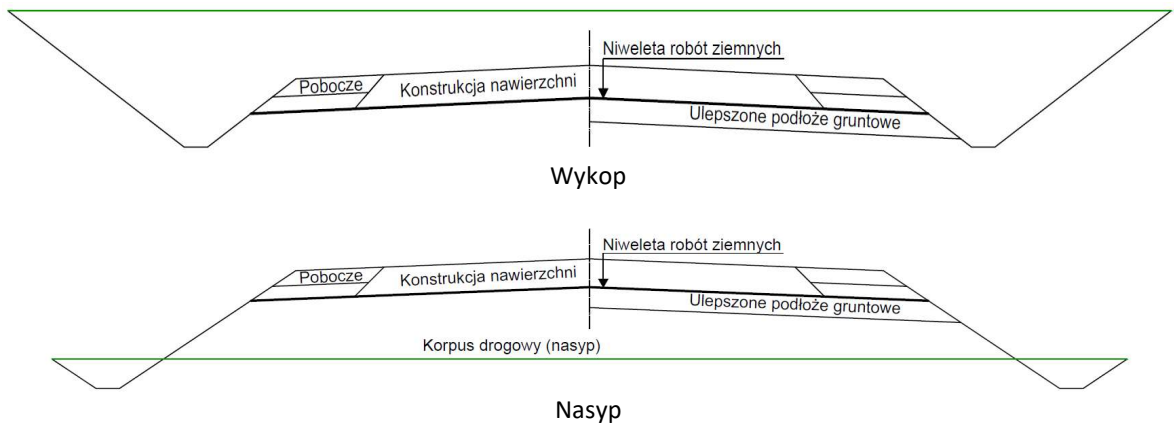 Niweleta robót ziemnych
Pobocze
Konstrukcja nawierzchni
Ulepszone podłoże gruntowe
Wykop
Niweleta robót ziemnych
Pobocze
Konstrukcja nawierzchni
Ulepszone podłoże gruntowe
Korpus drogowy (nasyp)
Nasyp